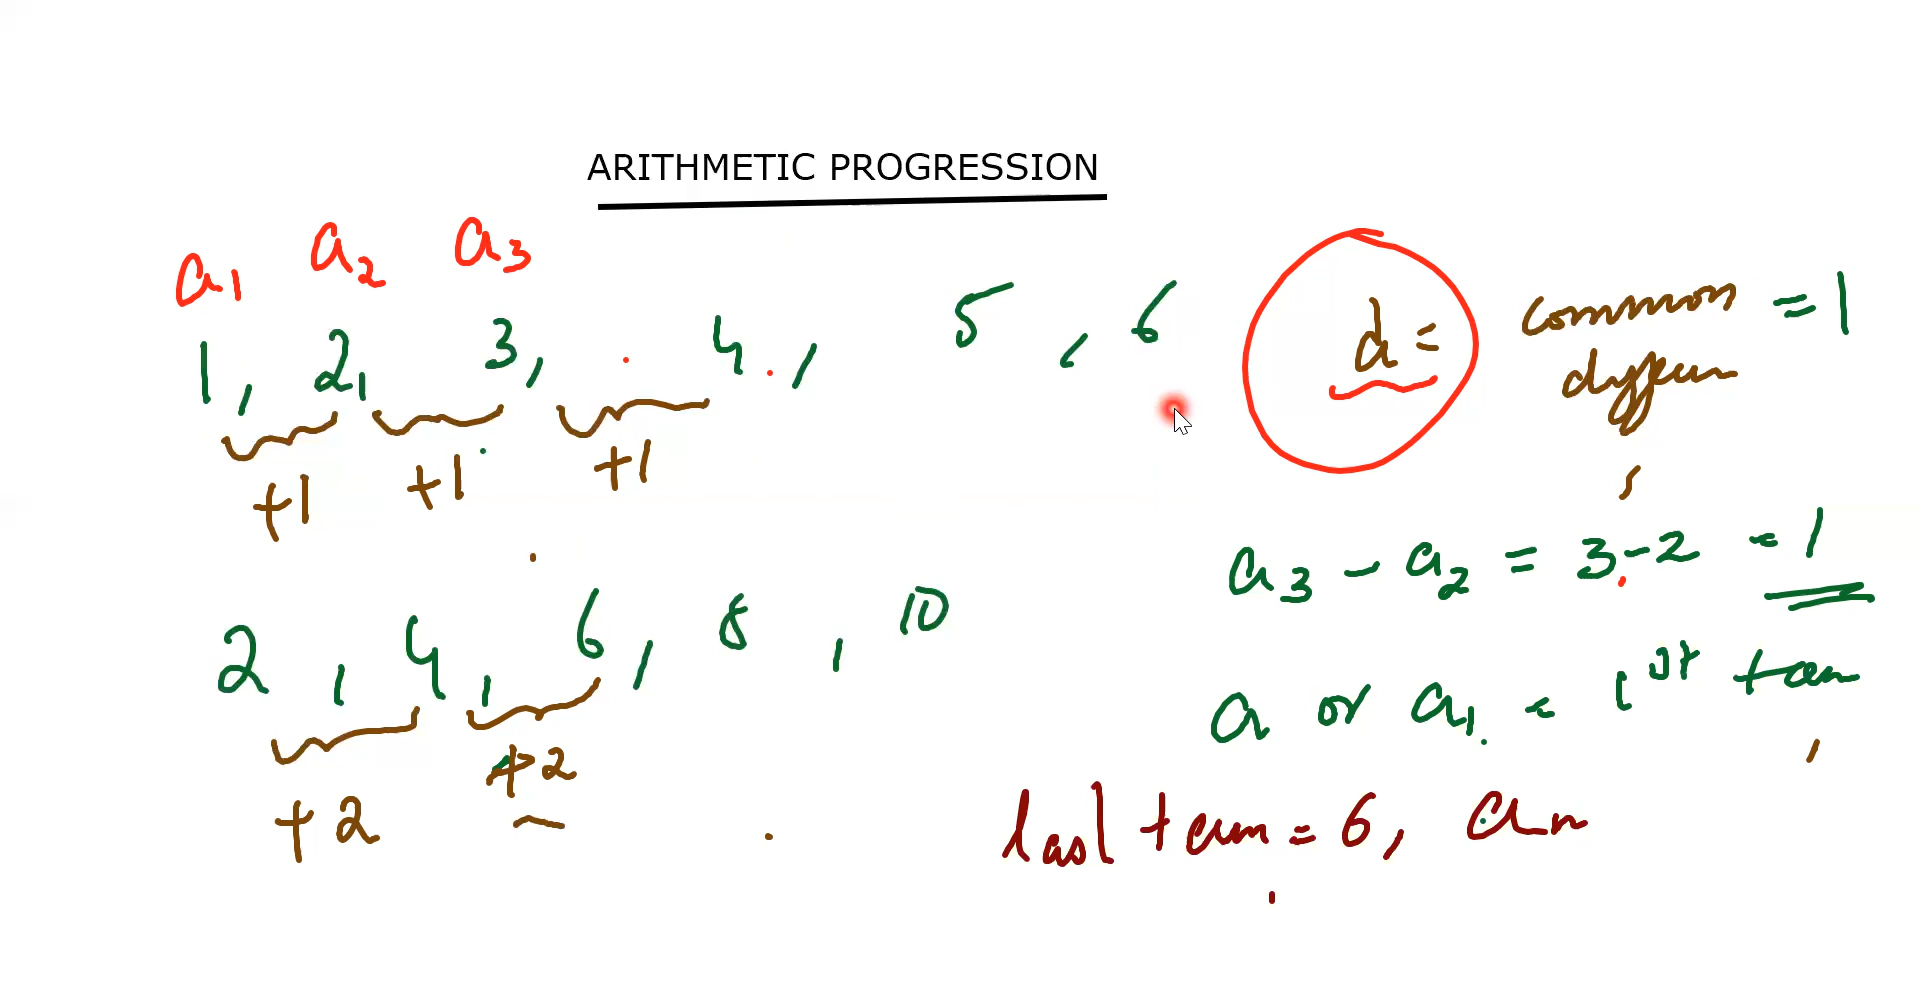 ARITHMETIC PROGRESSION
a1 a2 a3
1, 2, 3, 4, 5, 6
+1 +1 +1
d = common = 1
a3 - a2 = 3-2 = 1
2, 4, 6, 8, 10
+2 +2
a or a1 = 1st term
last term = 6, an